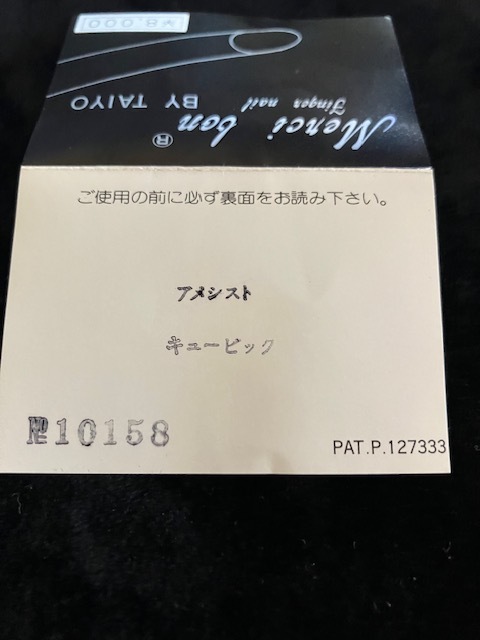 ¥8,000
Merci bon ®
Finger nail
BY TAIYO
ご使用の前に必ず裏面をお読み下さい。
アメシスト
キュービック
№10158
PAT.P.127333